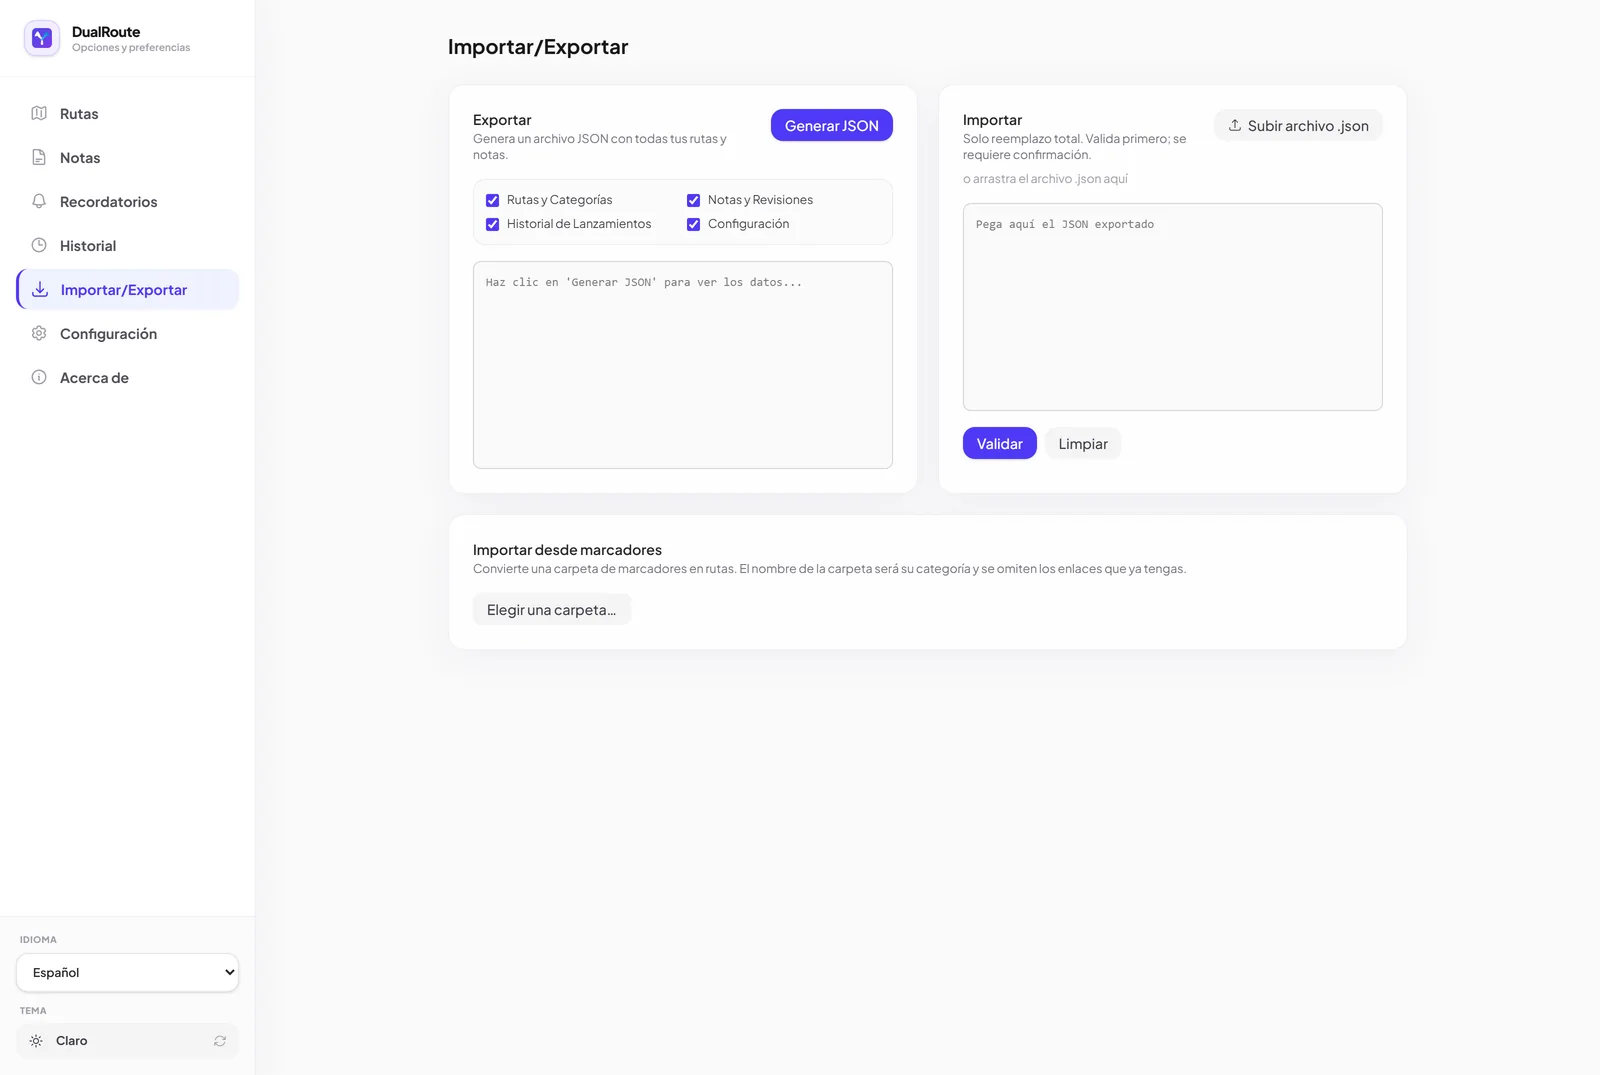 DualRoute
Opciones y preferencias
Rutas
Notas
Recordatorios
Historial
Importar/Exportar
Configuración
Acerca de
IDIOMA
Español
TEMA
Claro
Importar/Exportar
Exportar
Genera un archivo JSON con todas tus rutas y
notas.
Generar JSON
Rutas y Categorías
Notas y Revisiones
Historial de Lanzamientos
Configuración
Haz clic en 'Generar JSON' para ver los datos...
Importar
Solo reemplazo total. Valida primero; se
requiere confirmación.
o arrastra el archivo .json aquí
Subir archivo .json
Pega aquí el JSON exportado
Validar
Limpiar
Importar desde marcadores
Convierte una carpeta de marcadores en rutas. El nombre de la carpeta será su categoría y se omiten los enlaces que ya tengas.
Elegir una carpeta...